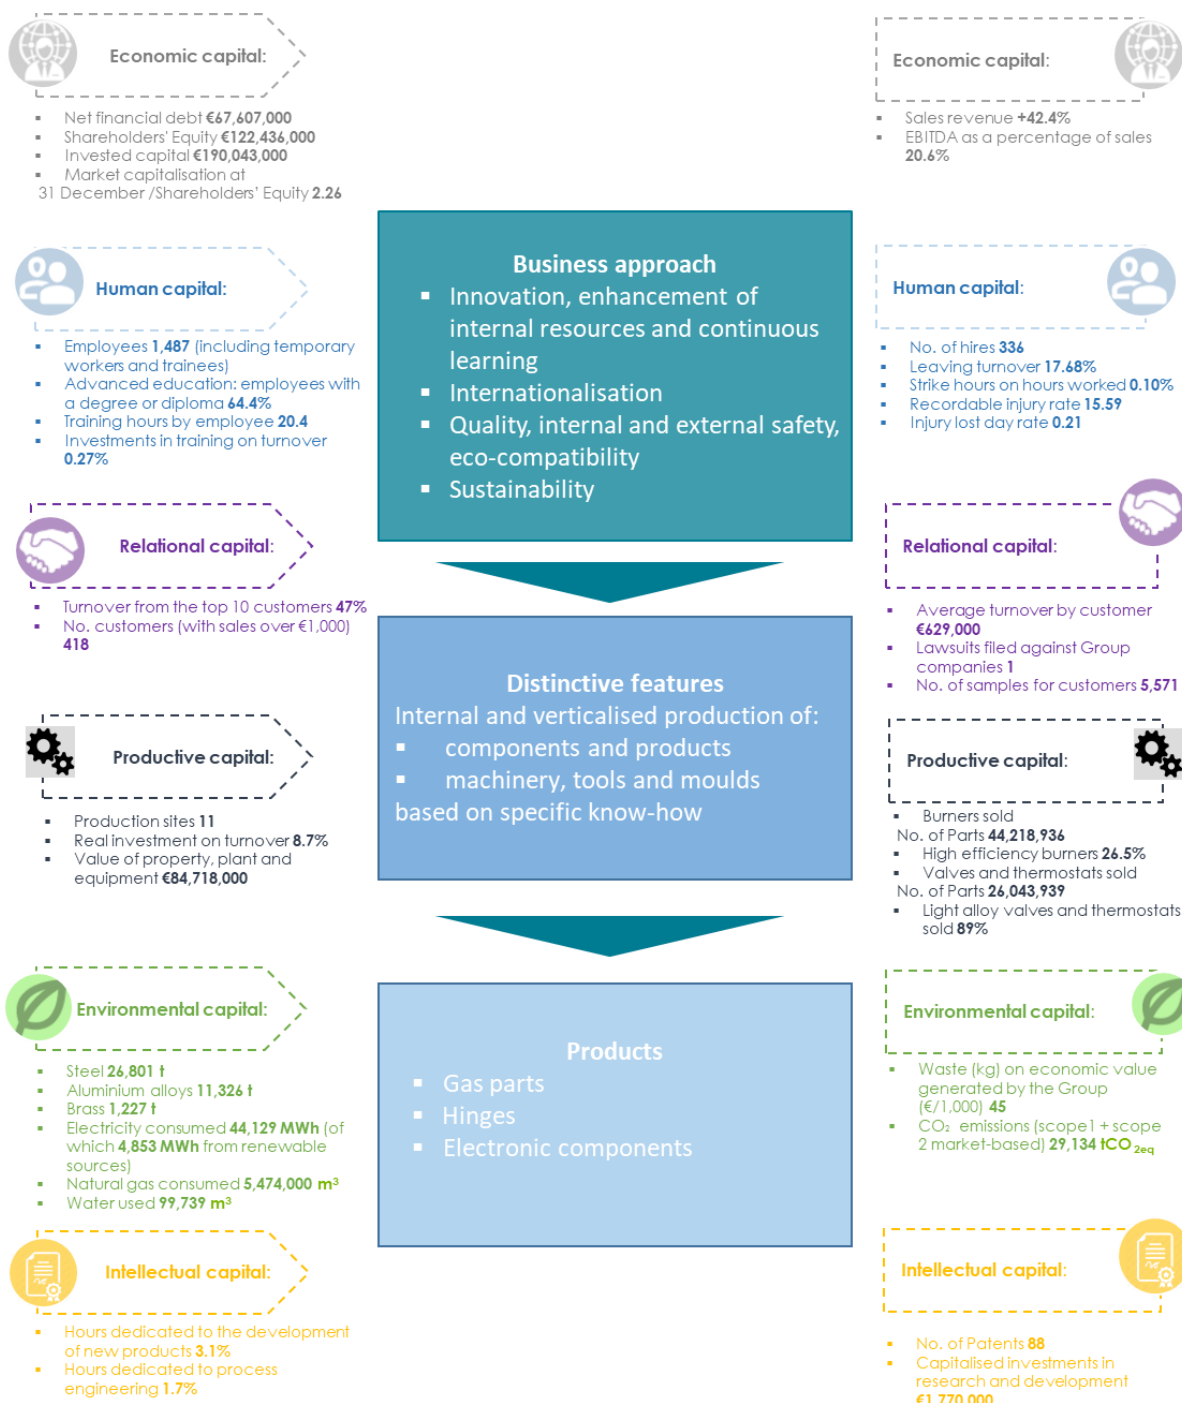 Economic capital:
▪ Net financial debt €67,607,000
▪ Shareholders' Equity €122,436,000
▪ Invested capital €190,043,000
▪ Market capitalisation at
31 December /Shareholders' Equity 2.26
Human capital:
▪ Employees 1,487 (including temporary
workers and trainees)
▪ Advanced education: employees with
a degree or diploma 64.4%
▪ Training hours by employee 20.4
▪ Investments in training on turnover
0.27%
Relational capital:
▪ Turnover from the top 10 customers 47%
▪ No. customers (with sales over €1,000)
418
Productive capital:
▪ Production sites 11
▪ Real investment on turnover 8.7%
▪ Value of property, plant and
equipment €84,718,000
Environmental capital:
▪ Steel 26,801 t
▪ Aluminium alloys 11,326 t
▪ Brass 1,227 t
▪ Electricity consumed 44,129 MWh (of
which 4,853 MWh from renewable
sources)
▪ Natural gas consumed 5,474,000 m³
▪ Water used 99,739 m³
Intellectual capital:
▪ Hours dedicated to the development
of new products 3.1%
▪ Hours dedicated to process
engineering 1.7%
Business approach
▪ Innovation, enhancement of
internal resources and continuous
learning
▪ Internationalisation
▪ Quality, internal and external safety,
eco-compatibility
▪ Sustainability
Distinctive features
Internal and verticalised production of:
▪ components and products
▪ machinery, tools and moulds
based on specific know-how
Products
▪ Gas parts
▪ Hinges
▪ Electronic components
Economic capital:
▪ Sales revenue +42.4%
▪ EBITDA as a percentage of sales
20.6%
Human capital:
▪ No. of hires 336
▪ Leaving turnover 17.68%
▪ Strike hours on hours worked 0.10%
▪ Recordable injury rate 15.59
▪ Injury lost day rate 0.21
Relational capital:
▪ Average turnover by customer
€629,000
▪ Lawsuits filed against Group
companies 1
▪ No. of samples for customers 5,571
Productive capital:
▪ Burners sold
No. of Parts 44,218,936
▪ High efficiency burners 26.5%
▪ Valves and thermostats sold
No. of Parts 26,043,939
▪ Light alloy valves and thermostats
sold 89%
Environmental capital:
▪ Waste (kg) on economic value
generated by the Group
(€/1,000) 45
▪ CO₂ emissions (scope1 + scope
2 market-based) 29,134 tCO 2eq
Intellectual capital:
▪ No. of Patents 88
▪ Capitalised investments in
research and development
€1,770,000